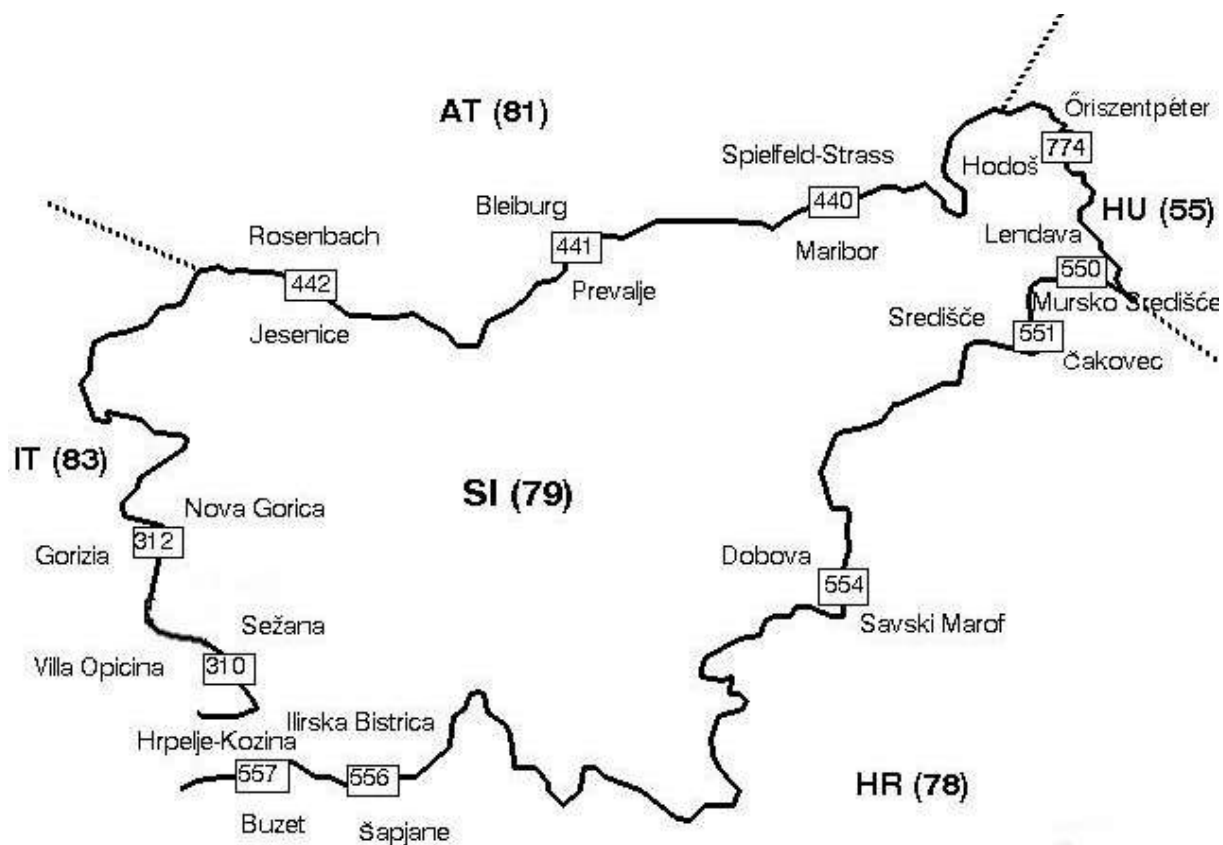 AT (81)
Őriszentpéter
Spielfeld-Strass
774
Hodoš
440
Bleiburg
HU (55)
Rosenbach
441
Lendava
Maribor
550
442
Prevalje
Mursko Središće
Središče
551
Jesenice
Čakovec
IT (83)
SI (79)
Nova Gorica
312
Gorizia
Dobova
554
Sežana
Savski Marof
Villa Opicina
310
Ilirska Bistrica
Hrpelje-Kozina
557
556
HR (78)
Buzet
Šapjane